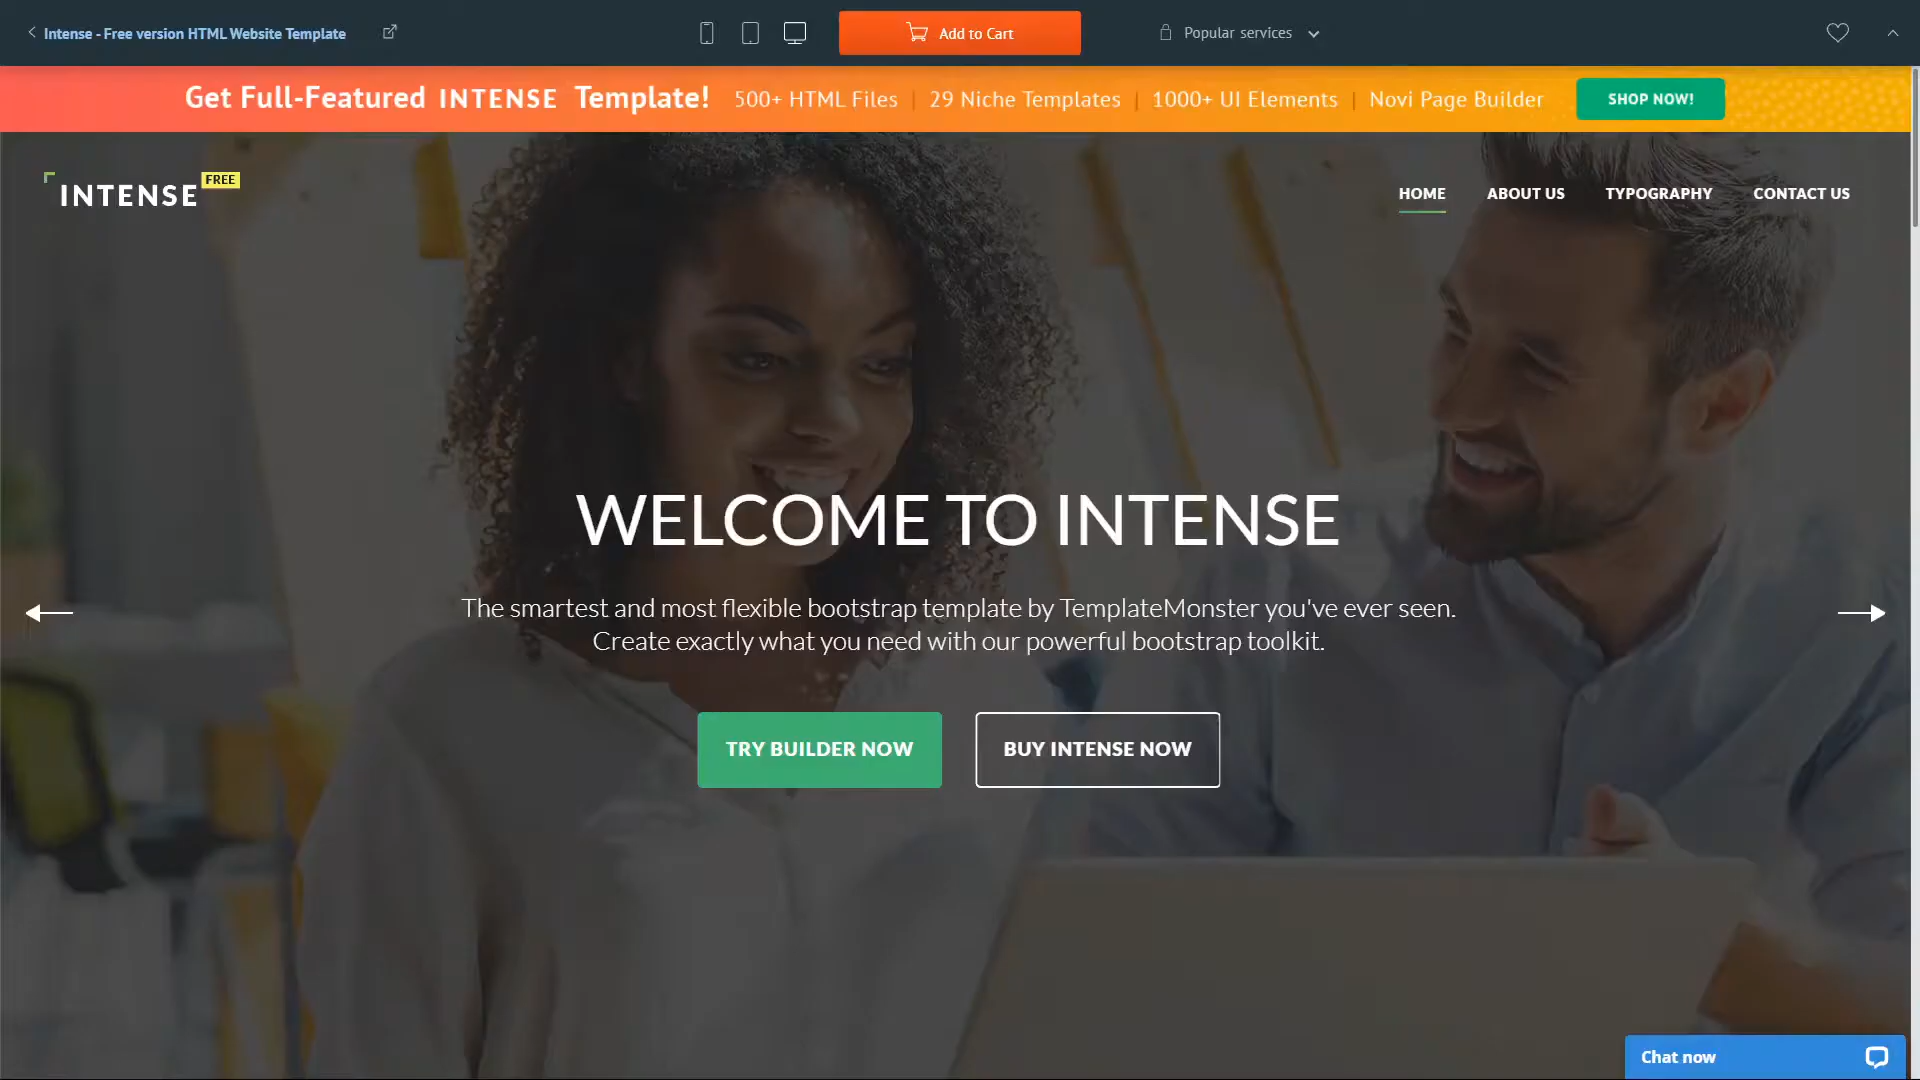 Intense - Free version HTML Website Template
Add to Cart
Popular services
Get Full-Featured INTENSE Template! 500+ HTML Files | 29 Niche Templates | 1000+ UI Elements | Novi Page Builder SHOP NOW!
INTENSE FREE
HOME ABOUT US TYPOGRAPHY CONTACT US
WELCOME TO INTENSE
The smartest and most flexible bootstrap template by TemplateMonster you've ever seen.
Create exactly what you need with our powerful bootstrap toolkit.
TRY BUILDER NOW BUY INTENSE NOW
Chat now